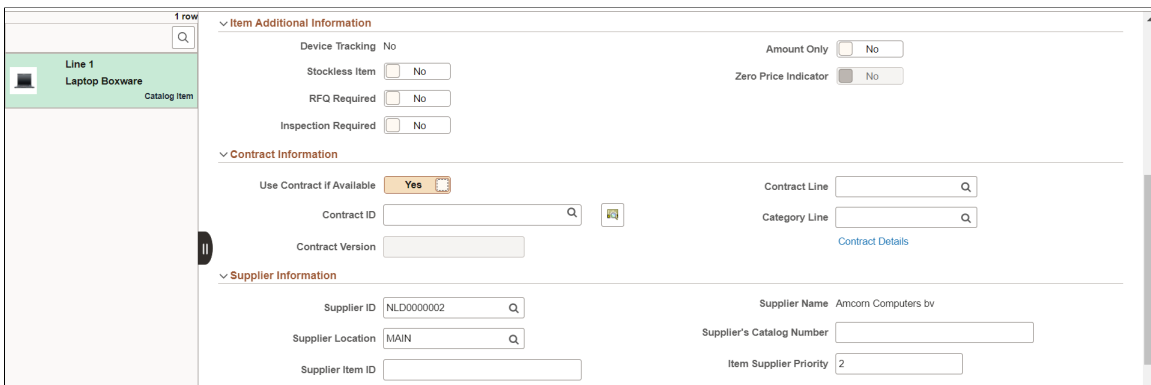 1 row
Line 1
Laptop Boxware
Catalog Item
Item Additional Information
Device Tracking No
Amount Only No
Stockless Item No
Zero Price Indicator No
RFQ Required No
Inspection Required No
Contract Information
Use Contract if Available Yes
Contract Line
Contract ID
Category Line
Contract Version
Contract Details
Supplier Information
Supplier ID NLD0000002
Supplier Name Amcorn Computers bv
Supplier Location MAIN
Supplier's Catalog Number
Supplier Item ID
Item Supplier Priority 2